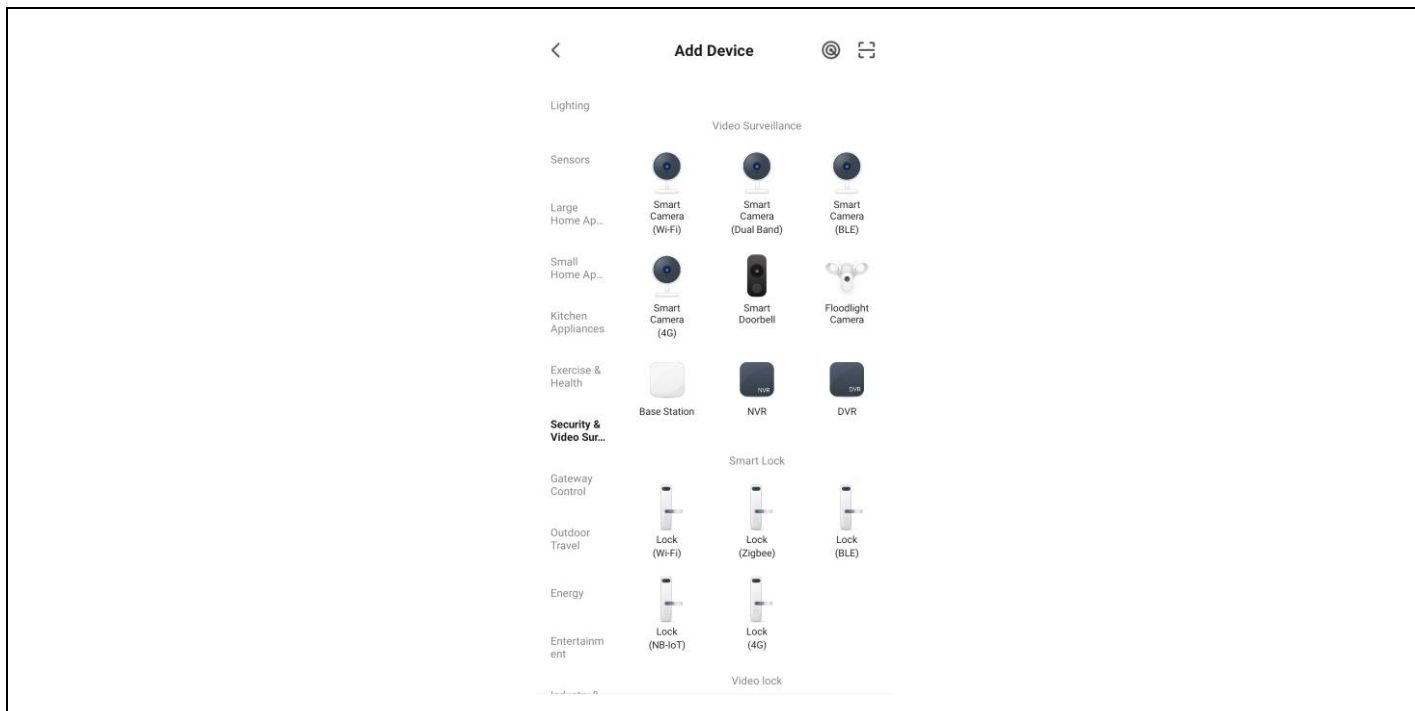 Add Device
Lighting
Sensors
Large
Home Ap...
Small
Home Ap...
Kitchen
Appliances
Exercise &
Health
Security &
Video Sur...
Gateway
Control
Outdoor
Travel
Energy
Entertainm
ent
Video Surveillance
Smart
Camera
(Wi-Fi)
Smart
Camera
(Dual Band)
Smart
Camera
(BLE)
Smart
Camera
(4G)
Smart
Doorbell
Floodlight
Camera
Base Station
NVR
NVR
DVR
DVR
Smart Lock
Lock
(Wi-Fi)
Lock
(Zigbee)
Lock
(BLE)
Lock
(NB-IoT)
Lock
(4G)
Video lock